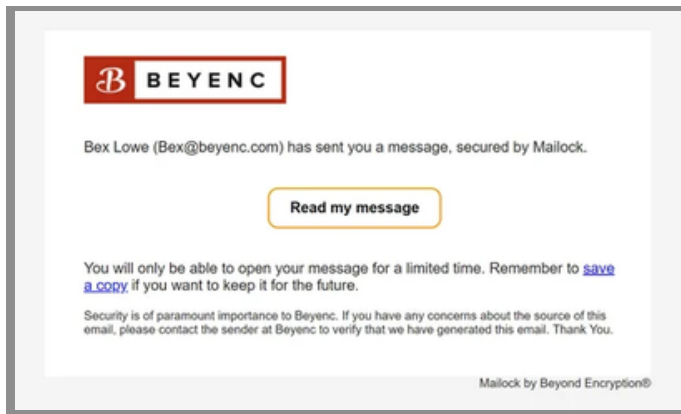 B BEYENC
Bex Lowe (Bex@beyenc.com) has sent you a message, secured by Mailock.
Read my message
You will only be able to open your message for a limited time. Remember to save
a copy if you want to keep it for the future.
Security is of paramount importance to Beyenc. If you have any concerns about the source of this
email, please contact the sender at Beyenc to verify that we have generated this email. Thank You.
Mailock by Beyond Encryption®